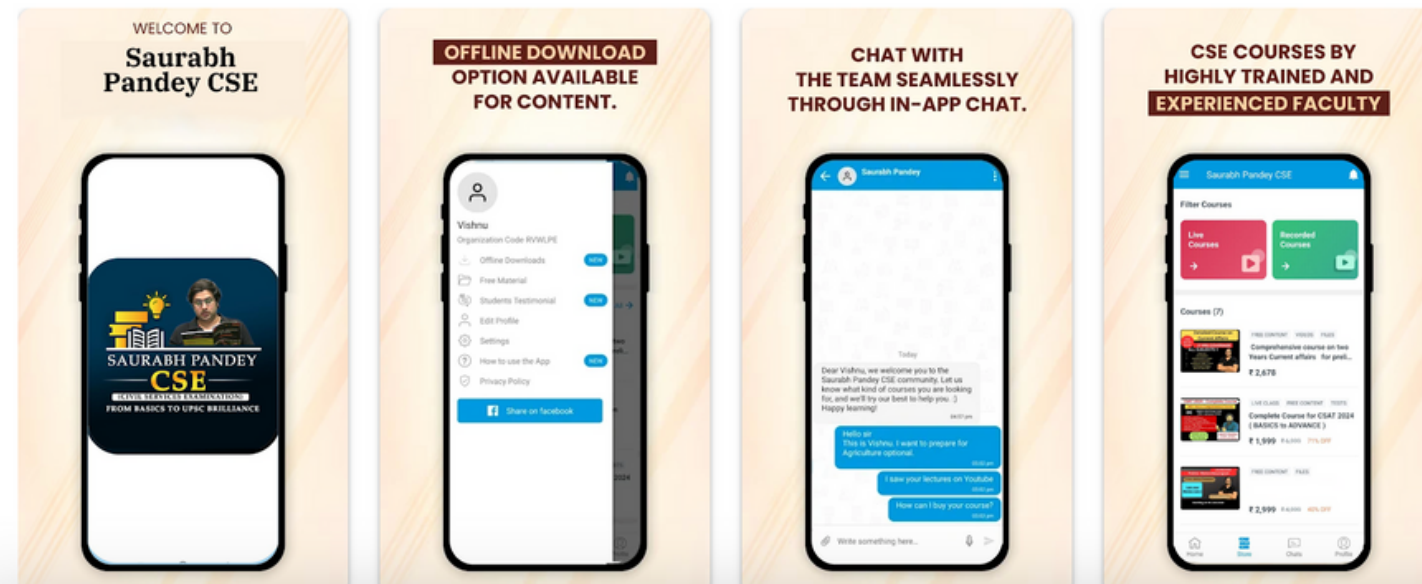 WELCOME TO
Saurabh
Pandey CSE
SAURABH PANDEY
CSE
(CIVIL SERVICES EXAMINATION)
FROM BASICS TO UPSC BRILLIANCE
OFFLINE DOWNLOAD
OPTION AVAILABLE
FOR CONTENT.
Vishnu
Organization Code RVWLPE
Offline Downloads NEW
Free Material
Students Testimonial NEW
Edit Profile
Settings
How to use the App NEW
Privacy Policy
Share on facebook
CHAT WITH
THE TEAM SEAMLESSLY
THROUGH IN-APP CHAT.
Saurabh Pandey
Today
Dear Vishnu, we welcome you to the
Saurabh Pandey CSE community. Let us
know what kind of courses you are looking
for, and we'll try our best to help you :)
Happy learning!
Hello sir
This is Vishnu. I want to prepare for
Agriculture optional.
I saw your lectures on Youtube
How can I buy your course?
Write something here..
CSE COURSES BY
HIGHLY TRAINED AND
EXPERIENCED FACULTY
Saurabh Pandey CSE
Filter Courses
Live
Courses
Recorded
Courses
Courses (7)
FREE CONTENT VIDEOS FILES
Comprehensive course on two
Years Current affairs for preli...
₹ 2,678
LIVE CLASS FREE CONTENT TESTS
Complete Course for CSAT 2024
( BASICS to ADVANCE )
₹ 1,999 ₹ 6,999 71% OFF
FREE CONTENT FILES
₹ 2,999 ₹ 4,999 40% OFF
Home Store Chats Profile